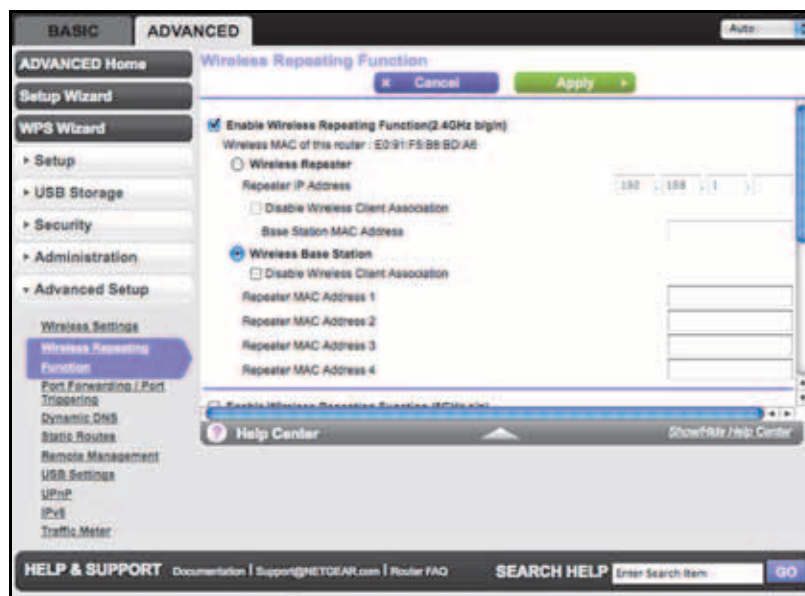 BASIC ADVANCED Auto
ADVANCED Home
Setup Wizard
WPS Wizard
Setup
USB Storage
Security
Administration
Advanced Setup
Wireless Settings
Wireless Repeating
Function
Port Forwarding / Port
Triggering
Dynamic DNS
Static Routes
Remote Management
USB Settings
UPnP
IPv6
Traffic Meter
Wireless Repeating Function
x Cancel Apply
Enable Wireless Repeating Function(2.4GHz b/g/n)
Wireless MAC of this router : E0:91:F5:B8:BD:A6
Wireless Repeater
Repeater IP Address 192 . 168 . 1 .
Disable Wireless Client Association
Base Station MAC Address
Wireless Base Station
Disable Wireless Client Association
Repeater MAC Address 1
Repeater MAC Address 2
Repeater MAC Address 3
Repeater MAC Address 4
Enable Wireless Repeating Function (5GHz a/n)
? Help Center Show/Hide Help Center
HELP & SUPPORT Documentation | Support@NETGEAR.com | Router FAQ SEARCH HELP Enter Search Item GO